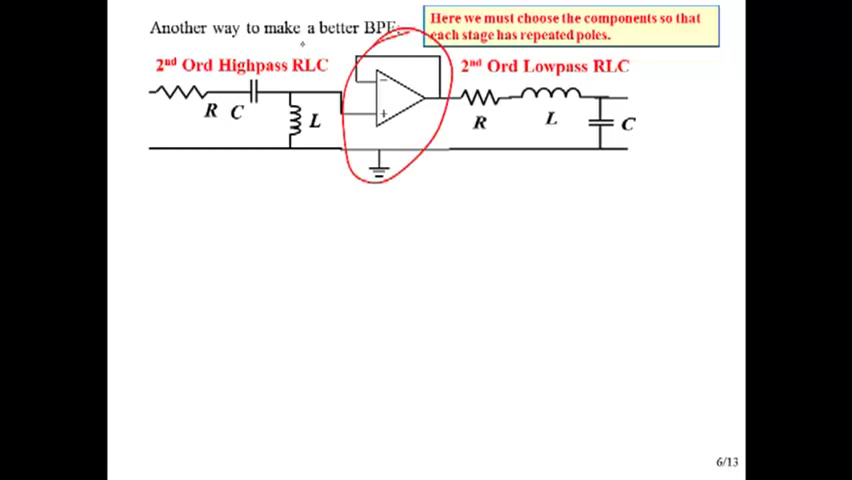 Another way to make a better BPF:
Here we must choose the components so that
each stage has repeated poles.
2nd Ord Highpass RLC
2nd Ord Lowpass RLC
R C
L
−
+
R
L
C
6/13